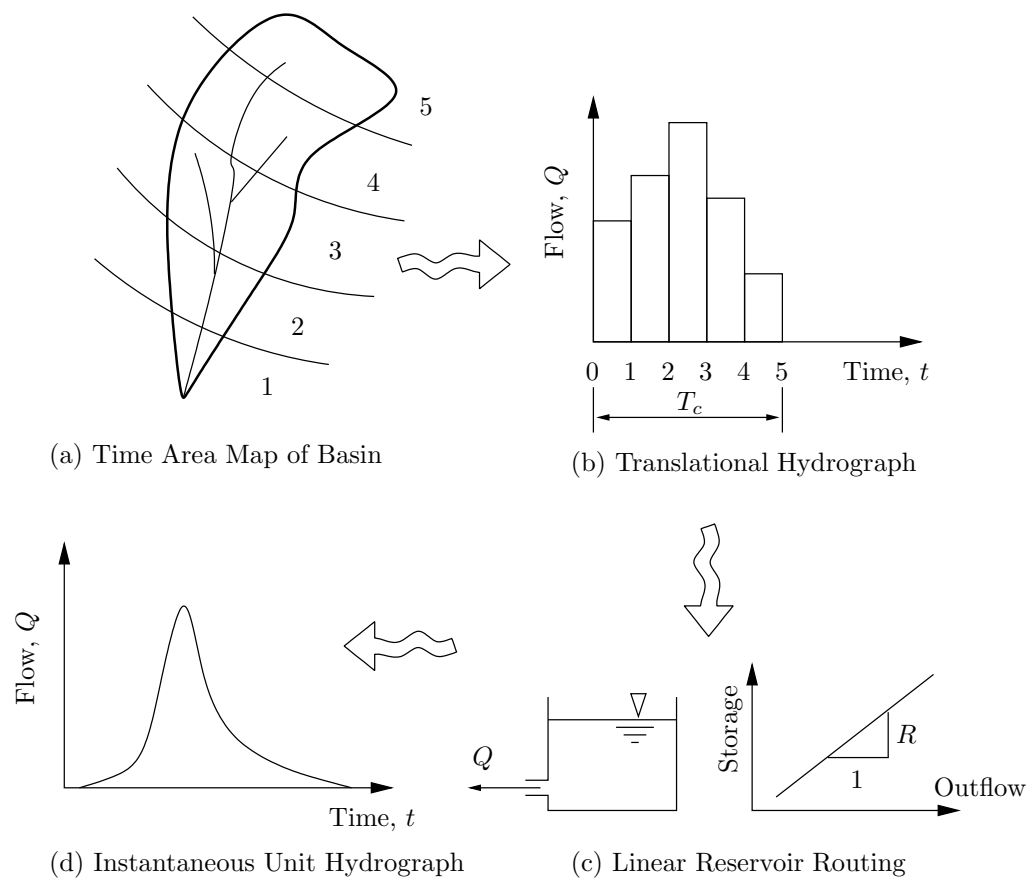 5
4
3
2
1
(a) Time Area Map of Basin
Flow, Q
0 1 2 3 4 5 Time, t
T_c
(b) Translational Hydrograph
Flow, Q
Time, t
(d) Instantaneous Unit Hydrograph
Q
Storage
R
1
Outflow
(c) Linear Reservoir Routing